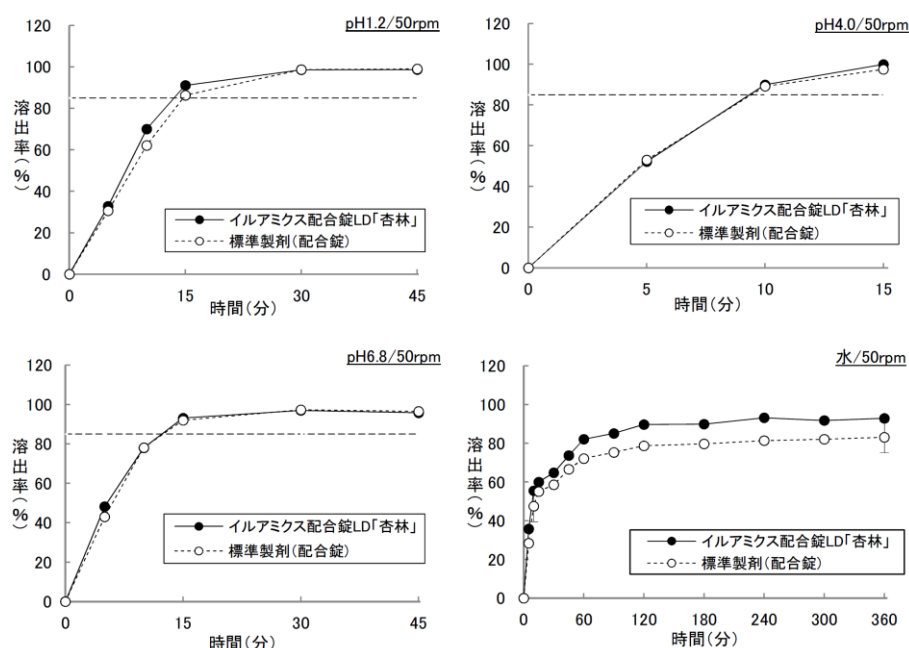 pH1.2/50rpm
120
100
80
60
40
20
0
溶出率(%)
イルアミクス配合錠LD「杏林」
標準製剤(配合錠)
0 15 30 45
時間(分)
pH4.0/50rpm
120
100
80
60
40
20
0
溶出率(%)
イルアミクス配合錠LD「杏林」
標準製剤(配合錠)
0 5 10 15
時間(分)
pH6.8/50rpm
120
100
80
60
40
20
0
溶出率(%)
イルアミクス配合錠LD「杏林」
標準製剤(配合錠)
0 15 30 45
時間(分)
水/50rpm
120
100
80
60
40
20
0
溶出率(%)
イルアミクス配合錠LD「杏林」
標準製剤(配合錠)
0 60 120 180 240 300 360
時間(分)